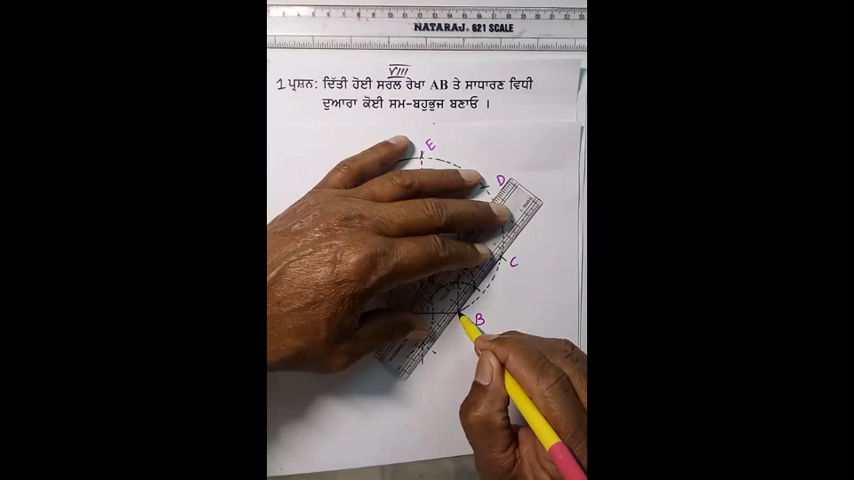 NATARAJ 621 SCALE
VIII
1 ਪ੍ਰਸ਼ਨ: ਦਿੱਤੀ ਹੋਈ ਸਰਲ ਰੇਖਾ AB ਤੇ ਸਾਧਾਰਣ ਵਿਧੀ
ਦੁਆਰਾ ਕੋਈ ਸਮ-ਬਹੁਭੁਜ ਬਣਾਓ ।
E
D
C
B